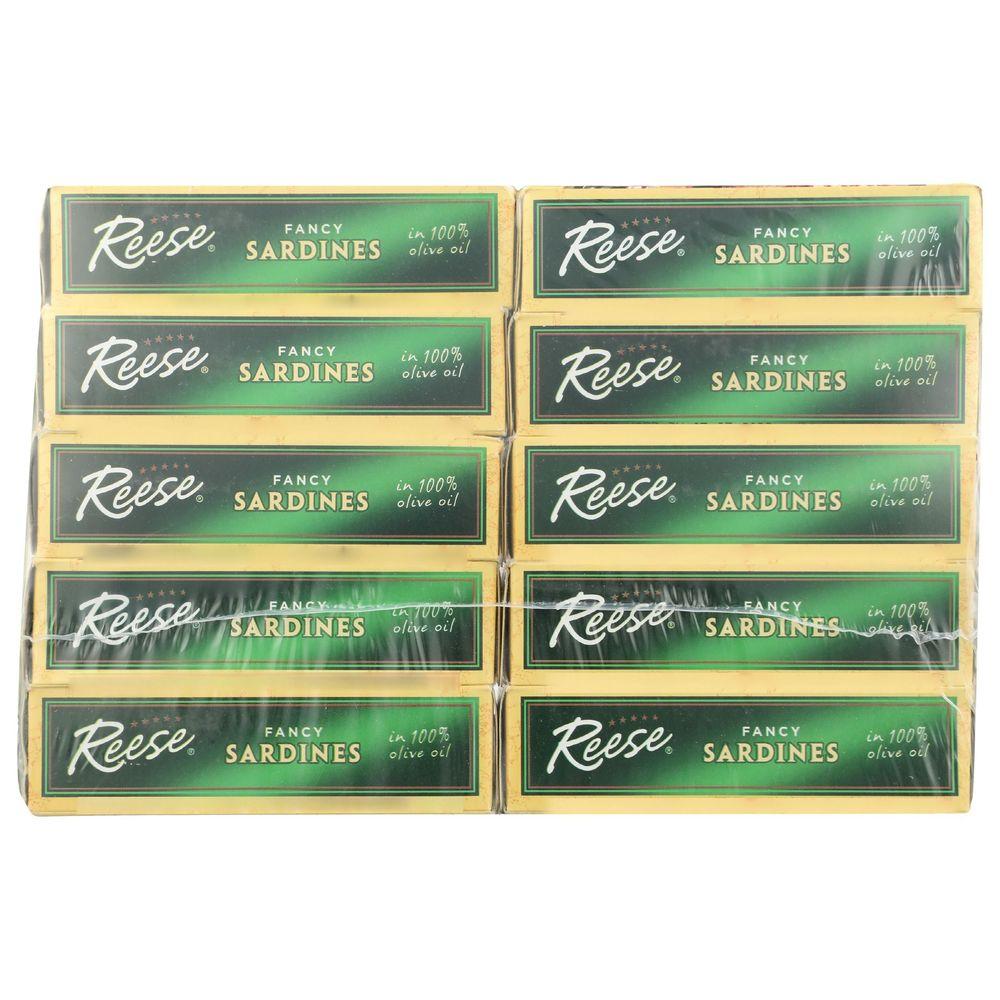 Reese®
FANCY
SARDINES
in 100%
olive oil
Reese®
FANCY
SARDINES
in 100%
olive oil
Reese®
FANCY
SARDINES
in 100%
olive oil
Reese®
FANCY
SARDINES
in 100%
olive oil
Reese®
FANCY
SARDINES
in 100%
olive oil
Reese®
FANCY
SARDINES
in 100%
olive oil
Reese®
FANCY
SARDINES
in 100%
olive oil
Reese®
FANCY
SARDINES
in 100%
olive oil
Reese®
FANCY
SARDINES
in 100%
olive oil
Reese®
FANCY
SARDINES
in 100%
olive oil